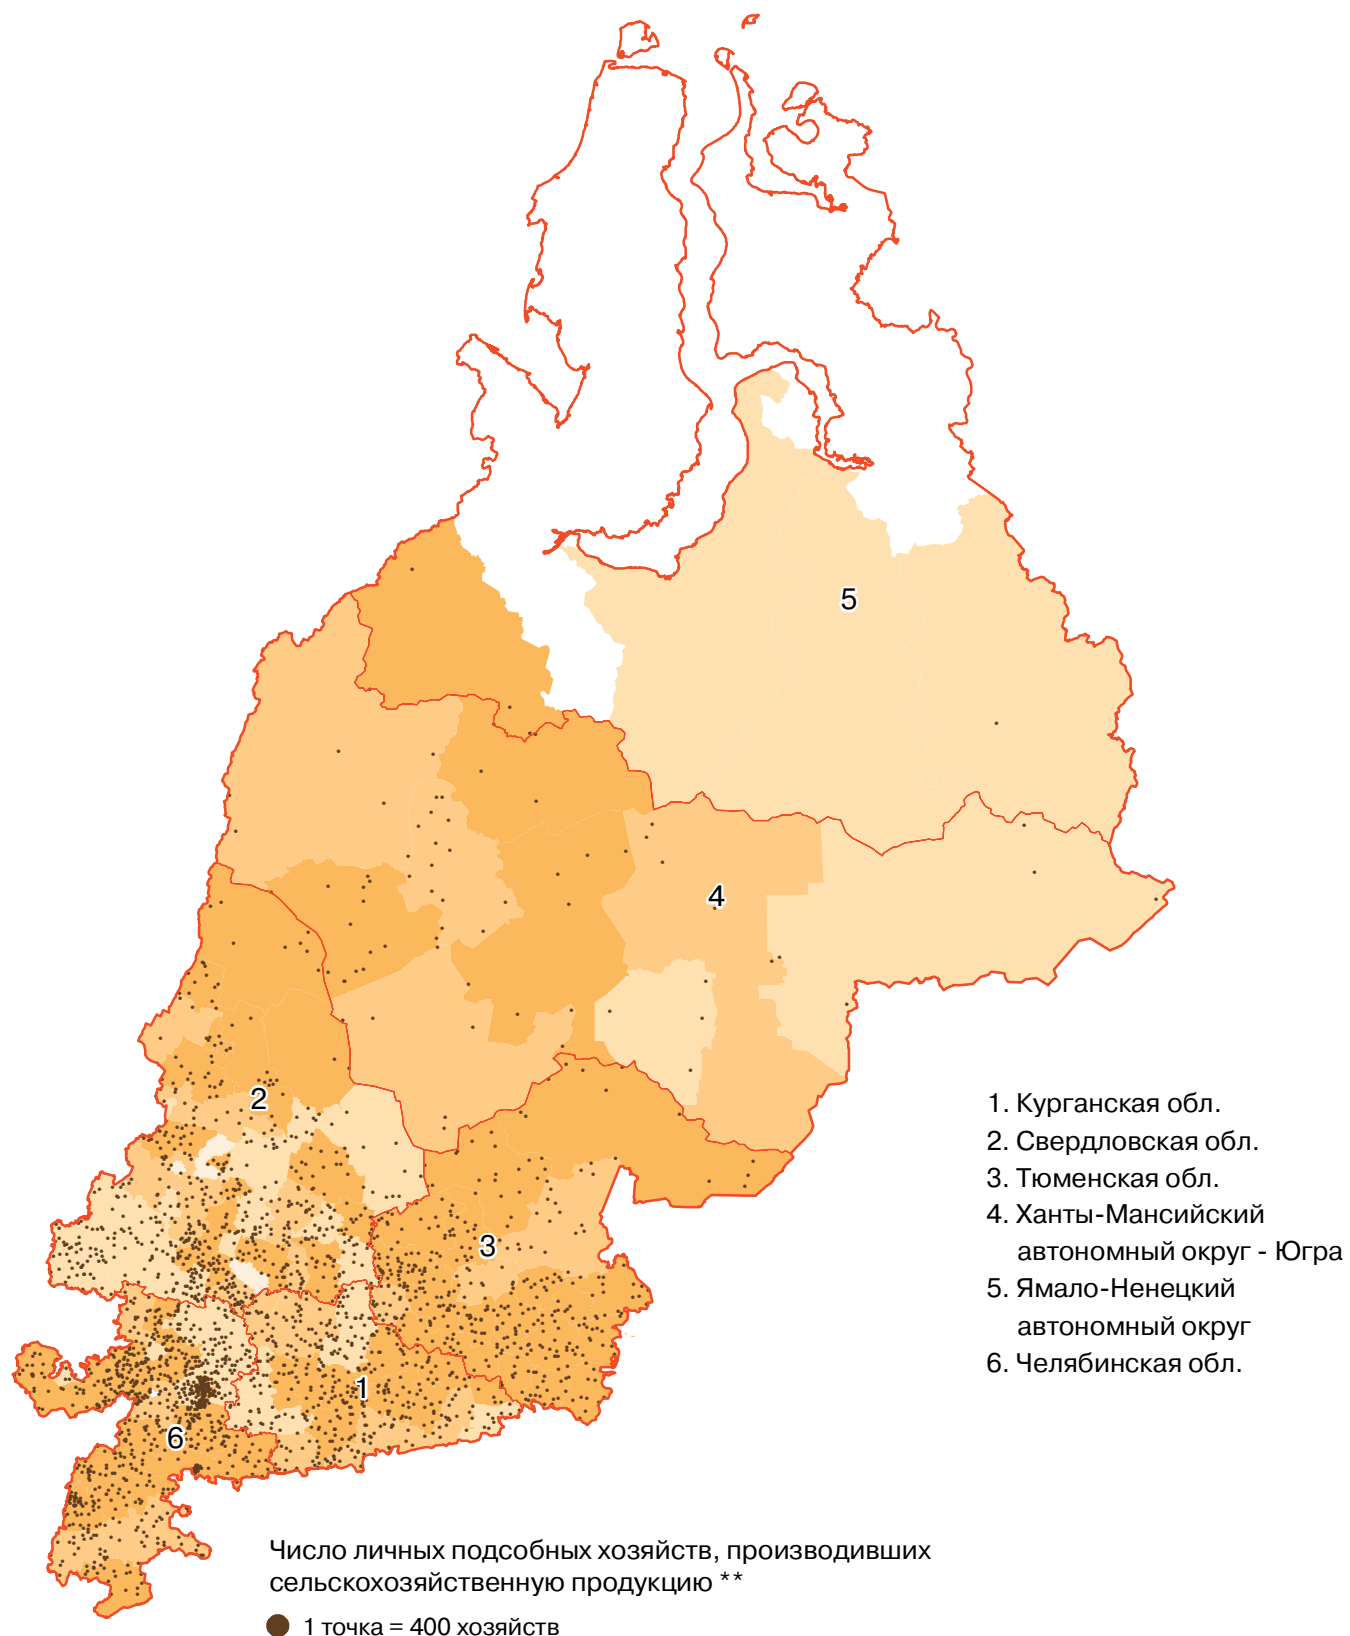 5
4
2
3
1
6
1. Курганская обл.
2. Свердловская обл.
3. Тюменская обл.
4. Ханты-Мансийский
автономный округ - Югра
5. Ямало-Ненецкий
автономный округ
6. Челябинская обл.
Число личных подсобных хозяйств, производивших
сельскохозяйственную продукцию **
1 точка = 400 хозяйств